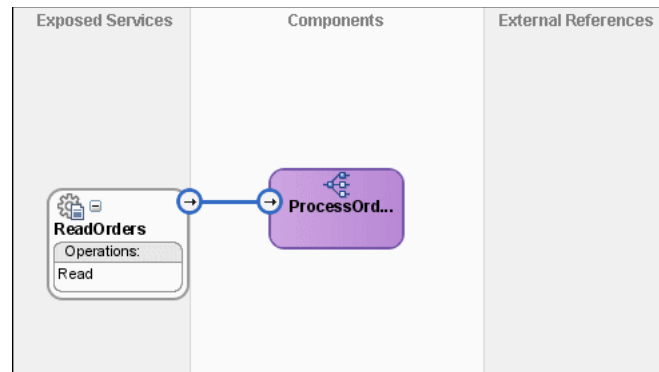 Exposed Services
Components
External References
ReadOrders
Operations:
Read
ProcessOrd...